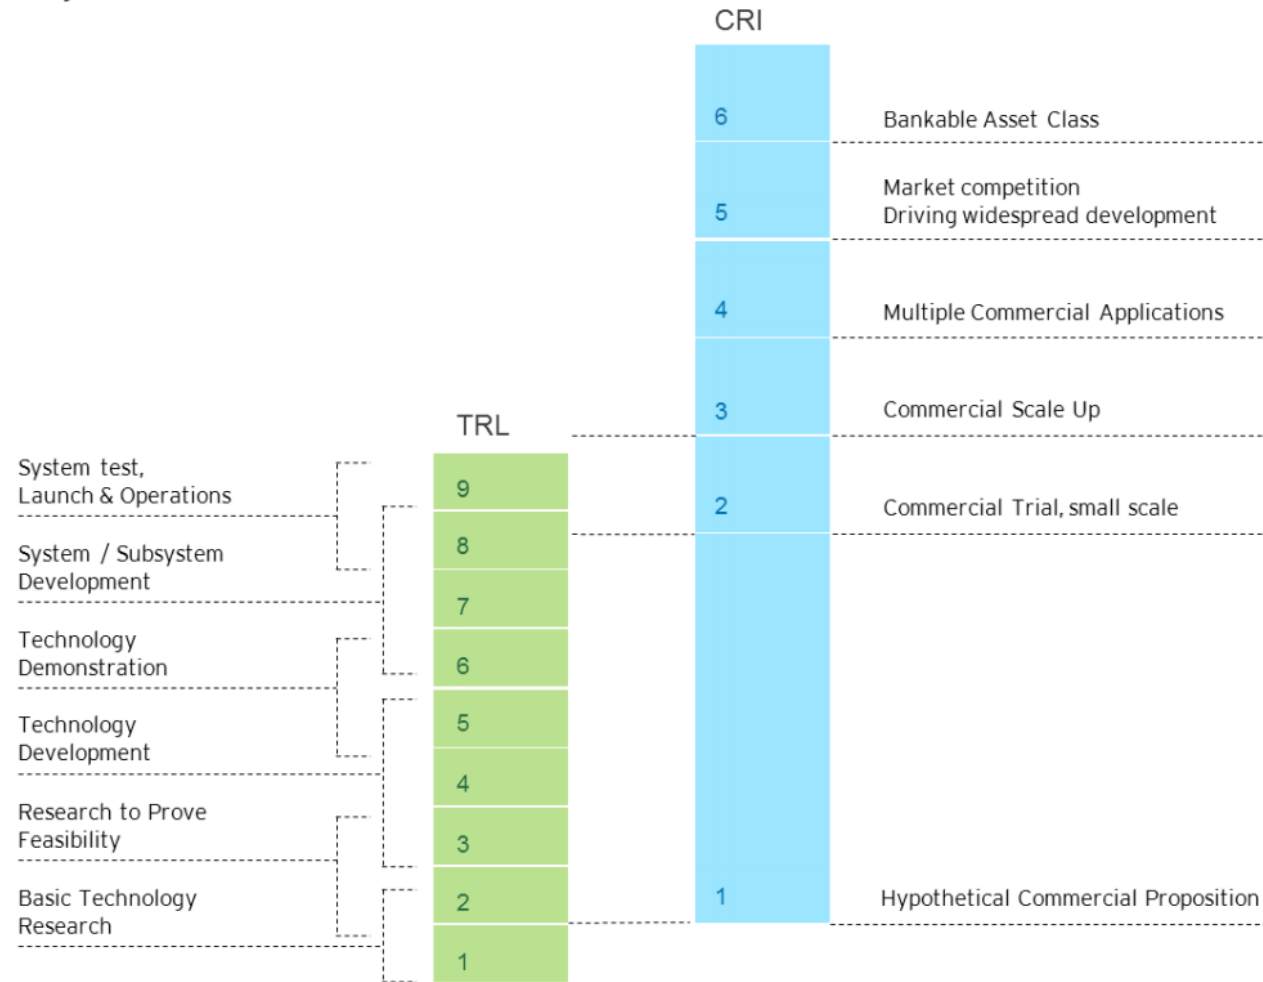 CRI
6
Bankable Asset Class
5
Market competition
Driving widespread development
4
Multiple Commercial Applications
3
Commercial Scale Up
2
Commercial Trial, small scale
1
Hypothetical Commercial Proposition
TRL
9
8
7
6
5
4
3
2
1
System test,
Launch & Operations
System / Subsystem
Development
Technology
Demonstration
Technology
Development
Research to Prove
Feasibility
Basic Technology
Research